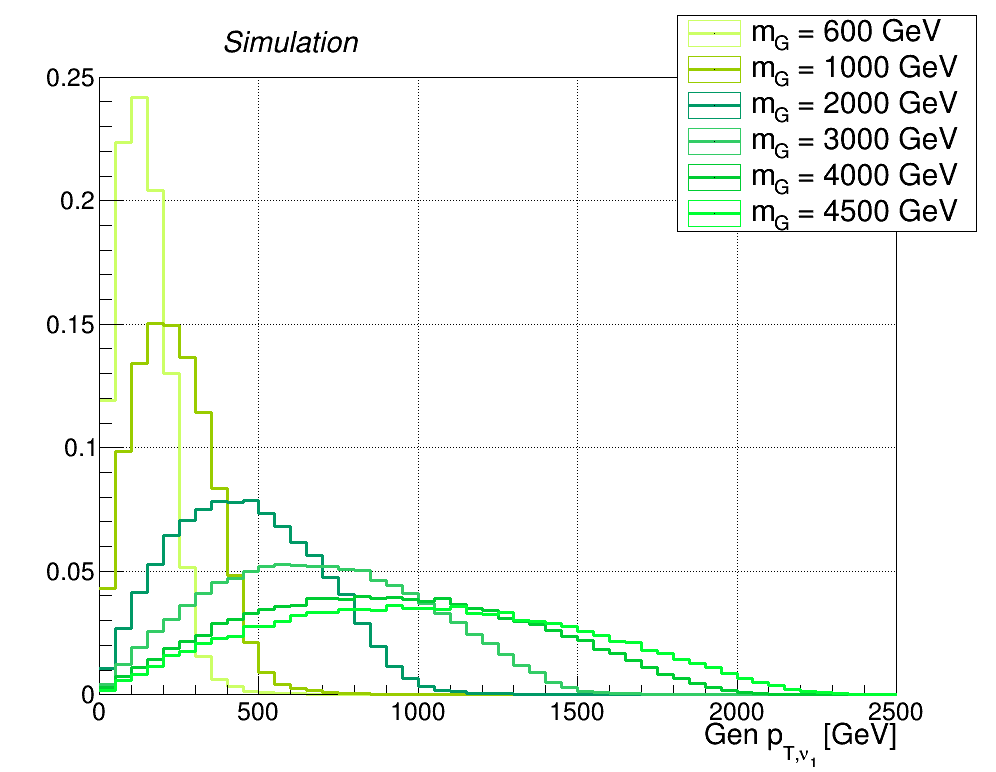 Simulation
m_G = 600 GeV
m_G = 1000 GeV
m_G = 2000 GeV
m_G = 3000 GeV
m_G = 4000 GeV
m_G = 4500 GeV
0.25
0.2
0.15
0.1
0.05
0
0 500 1000 1500 2000 2500
Gen p_{T,ν_1} [GeV]